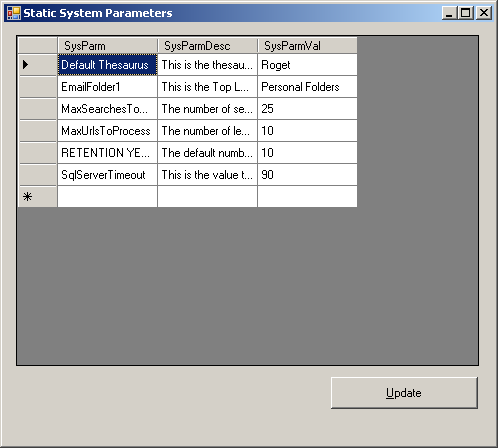 Static System Parameters
SysParm SysParmDesc SysParmVal
Default Thesaurus This is the thesau... Roget
EmailFolder1 This is the Top L... Personal Folders
MaxSearchesTo... The number of se... 25
MaxUrlsToProcess The number of le... 10
RETENTION YE... The default numb... 10
SqlServerTimeout This is the value t... 90
Update